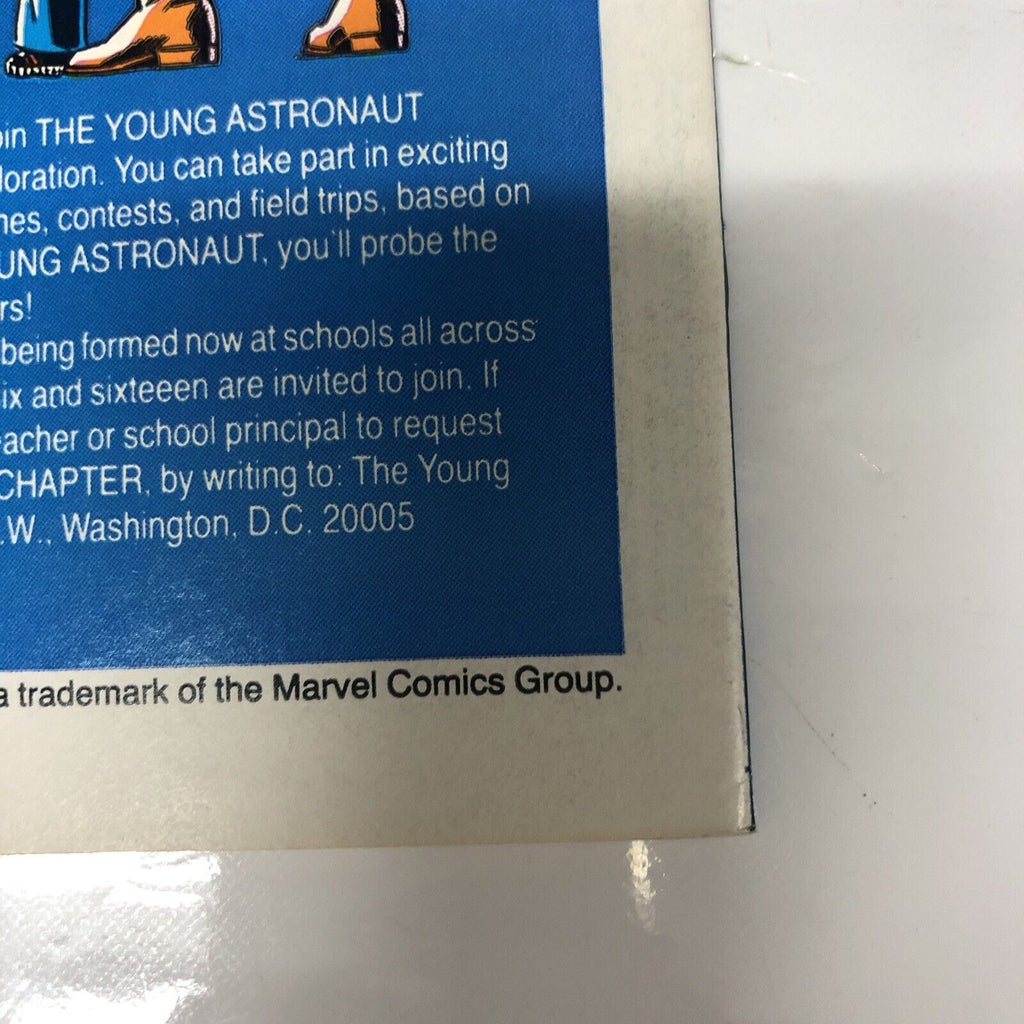 oin THE YOUNG ASTRONAUT
loration. You can take part in exciting
nes, contests, and field trips, based on
UNG ASTRONAUT, you'll probe the
rs!
being formed now at schools all across
ix and sixteeen are invited to join. If
eacher or school principal to request
CHAPTER, by writing to: The Young
.W., Washington, D.C. 20005
a trademark of the Marvel Comics Group.